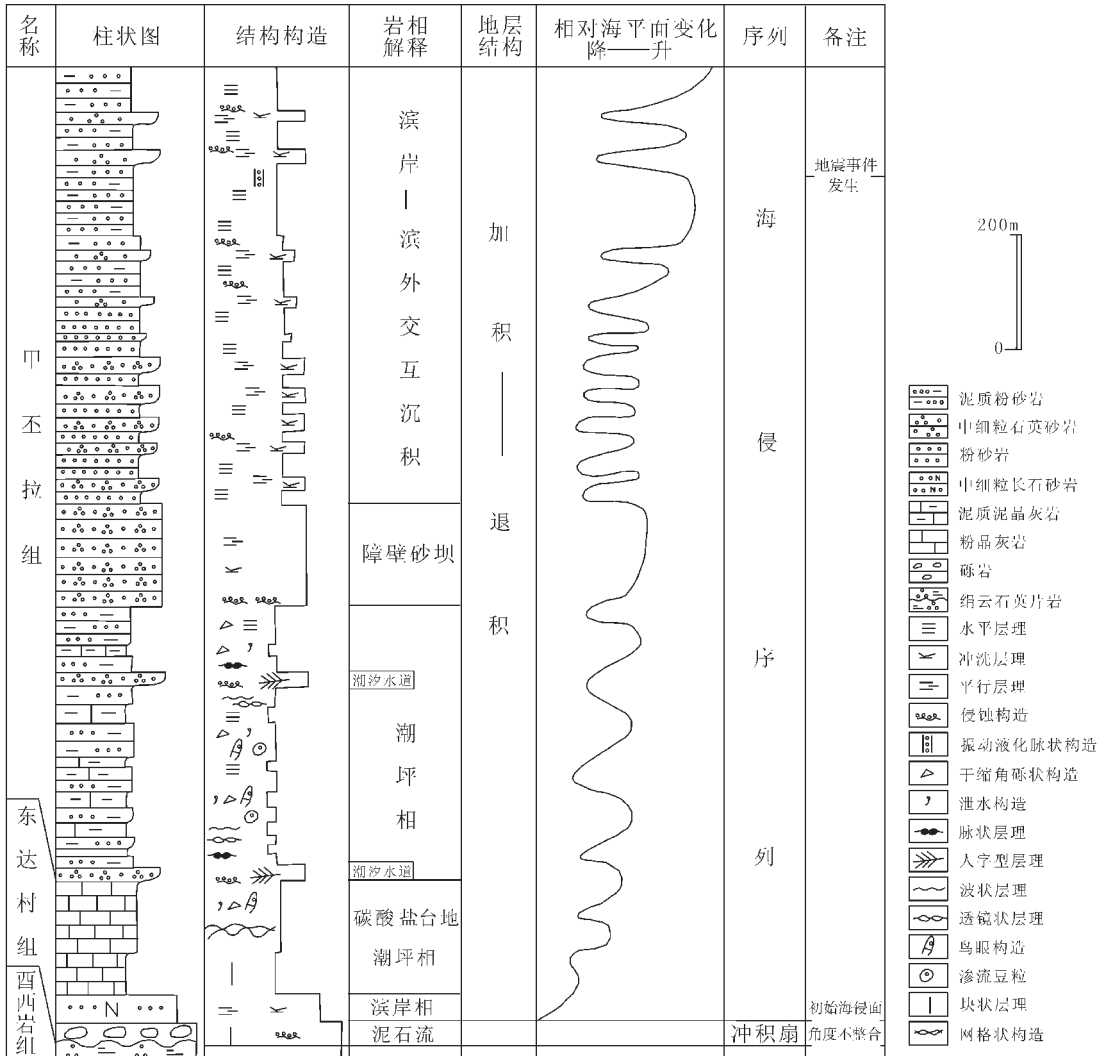 名称
柱状图
结构构造
岩相
解释
地层
结构
相对海平面变化
降——升
序列
备注
甲丕拉组
东达村组
酉西岩组
N
滨岸—滨外交互沉积
障壁砂坝
潮汐水道
潮坪相
潮汐水道
碳酸盐台地
潮坪相
滨岸相
泥石流
加积—退积
海侵序列
冲积扇
地震事件
发生
初始海侵面
角度不整合
200m
0
泥质粉砂岩
中细粒石英砂岩
粉砂岩
N
N
中细粒长石砂岩
泥质泥晶灰岩
粉晶灰岩
砾岩
绢云石英片岩
水平层理
冲洗层理
平行层理
侵蚀构造
振动液化脉状构造
干缩角砾状构造
泄水构造
脉状层理
人字型层理
波状层理
透镜状层理
鸟眼构造
渗流豆粒
块状层理
网格状构造